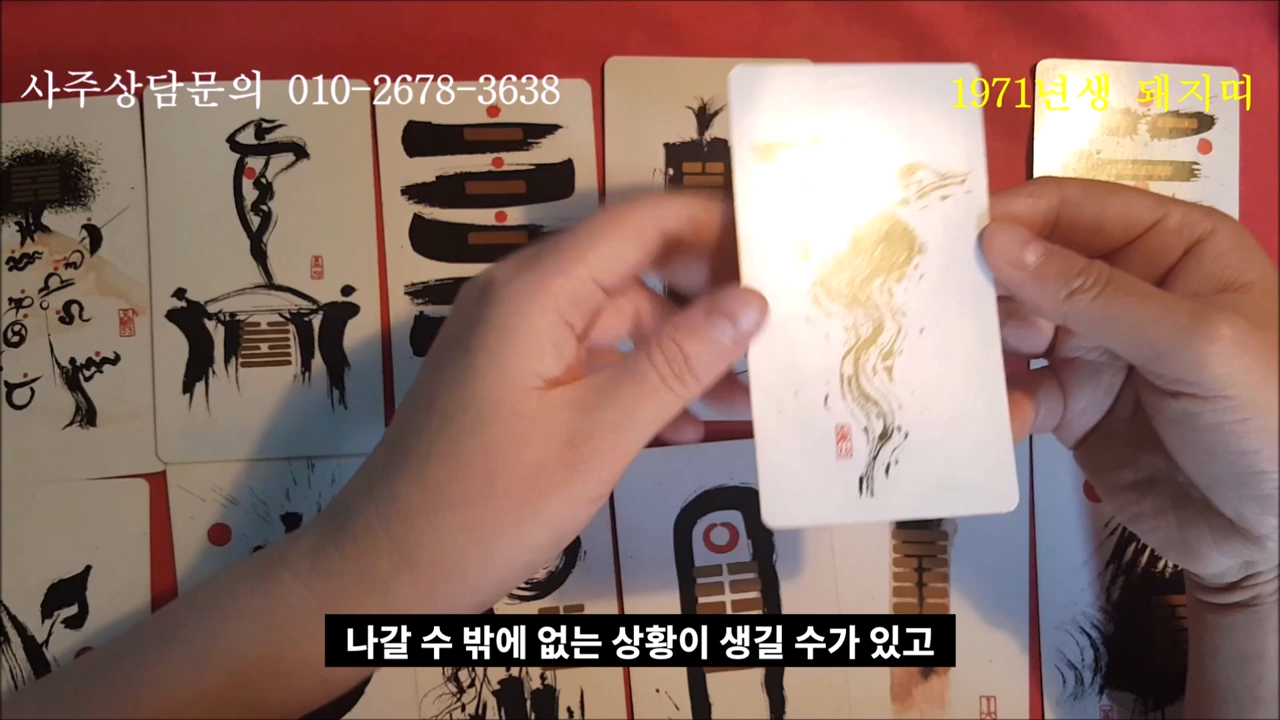 사주상담문의 010-2678-3638
1971년생 돼지띠
나갈 수 밖에 없는 상황이 생길 수가 있고